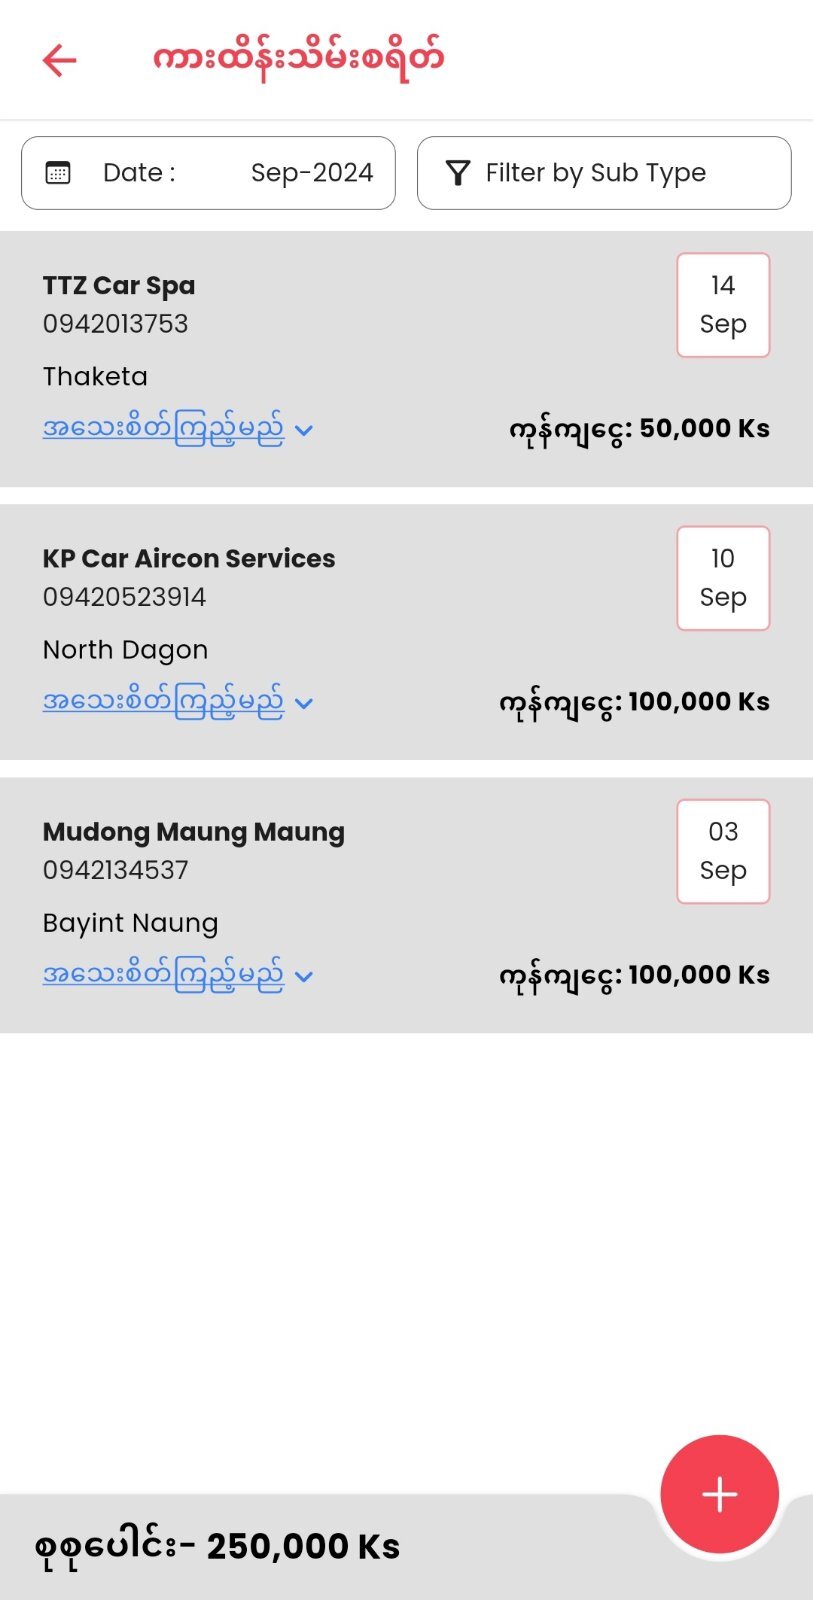 ကားထိန်းသိမ်းစရိတ်
Date : Sep-2024
Filter by Sub Type
TTZ Car Spa
0942013753
14
Sep
Thaketa
အသေးစိတ်ကြည့်မည်
ကုန်ကျငွေ: 50,000 Ks
KP Car Aircon Services
09420523914
10
Sep
North Dagon
အသေးစိတ်ကြည့်မည်
ကုန်ကျငွေ: 100,000 Ks
Mudong Maung Maung
0942134537
03
Sep
Bayint Naung
အသေးစိတ်ကြည့်မည်
ကုန်ကျငွေ: 100,000 Ks
စုစုပေါင်း- 250,000 Ks